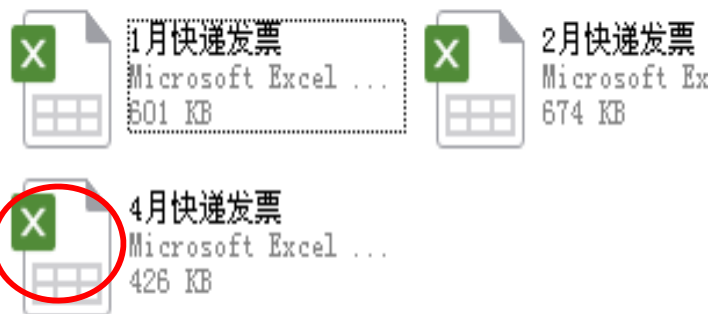 1月快递发票
Microsoft Excel ...
601 KB
2月快递发票
Microsoft Ex
674 KB
4月快递发票
Microsoft Excel ...
426 KB